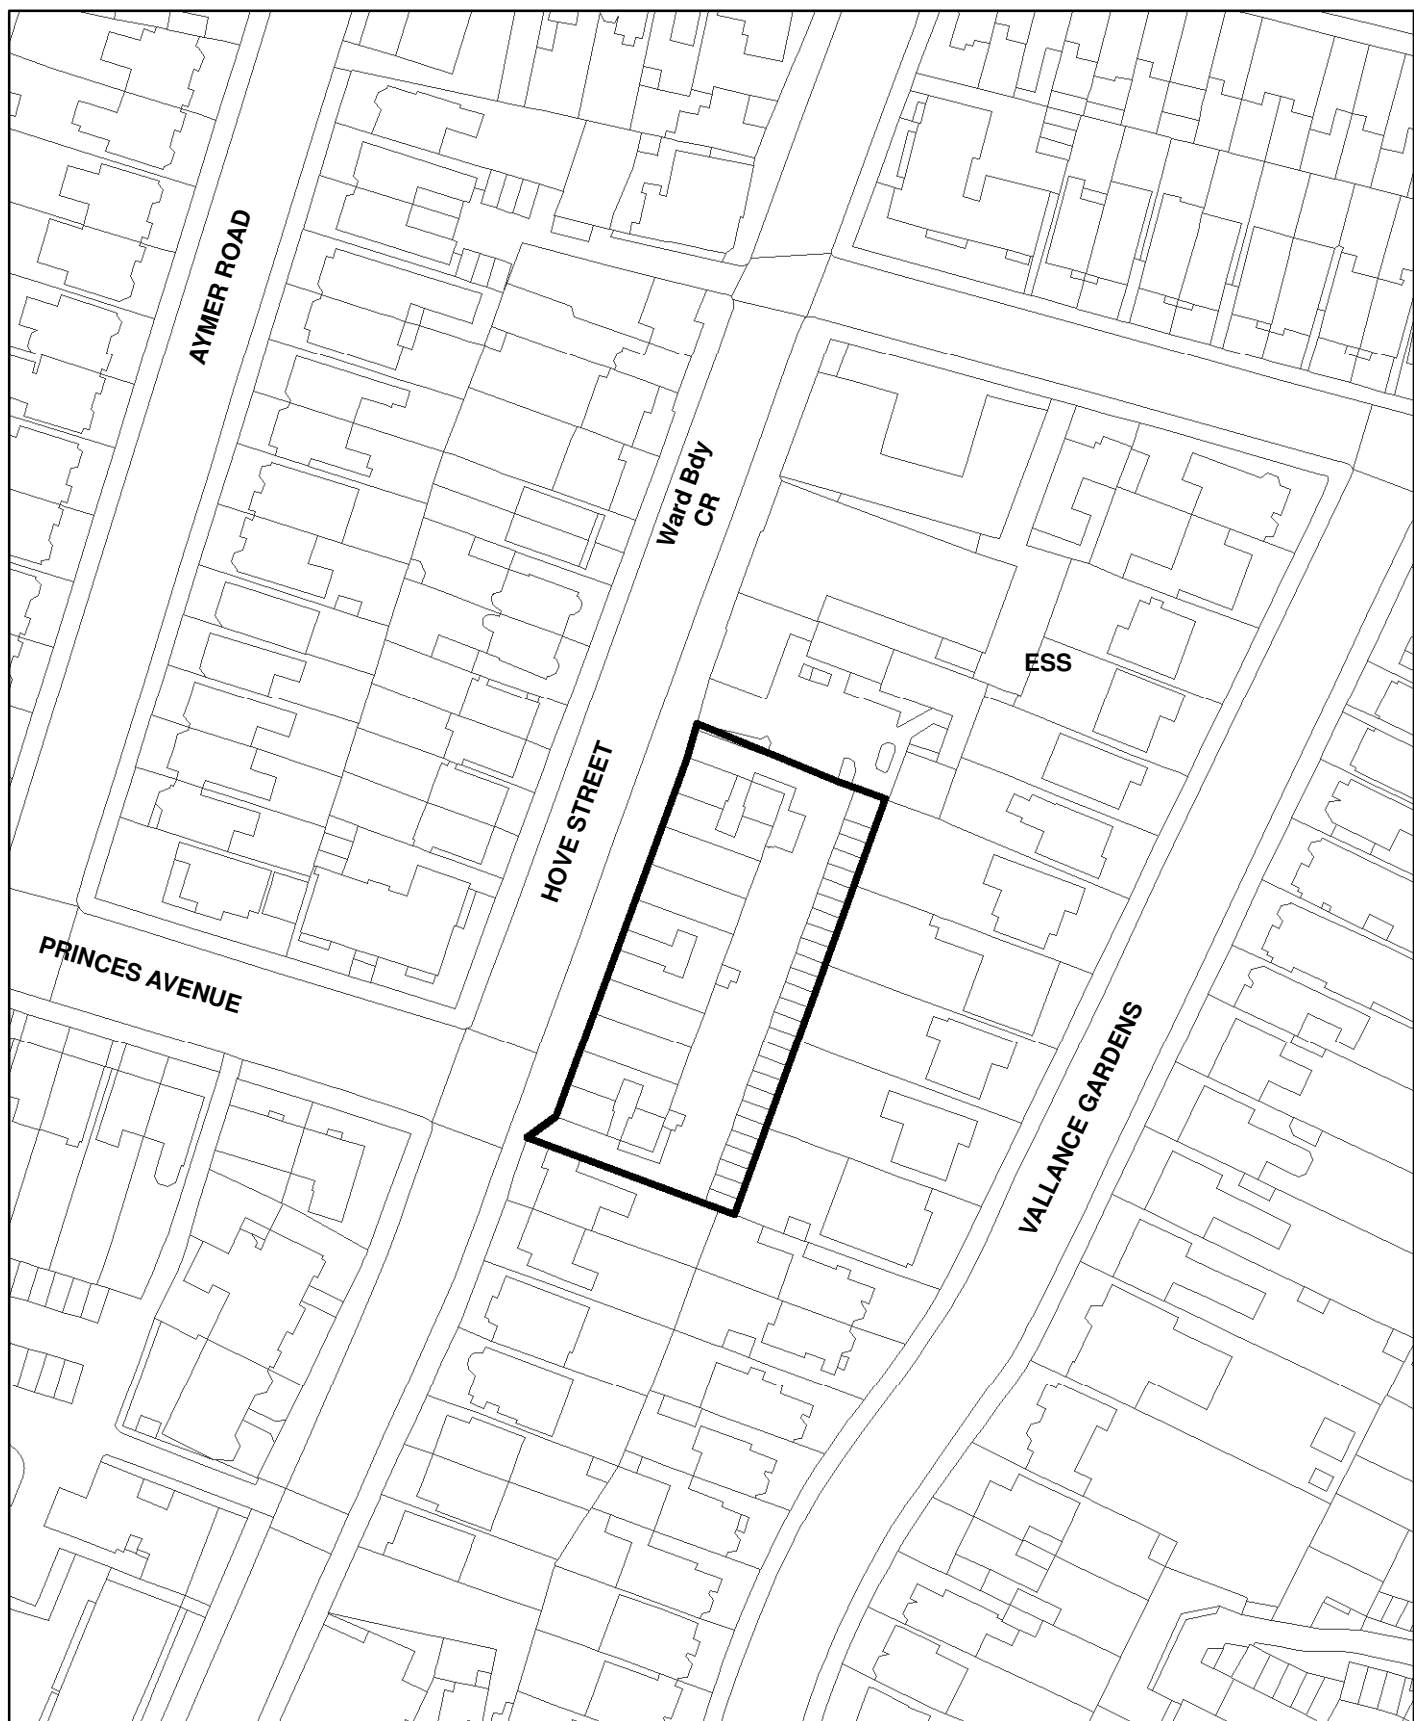 AYMER ROAD
Ward Bdy
CR
ESS
HOVE STREET
PRINCES AVENUE
VALLANCE GARDENS